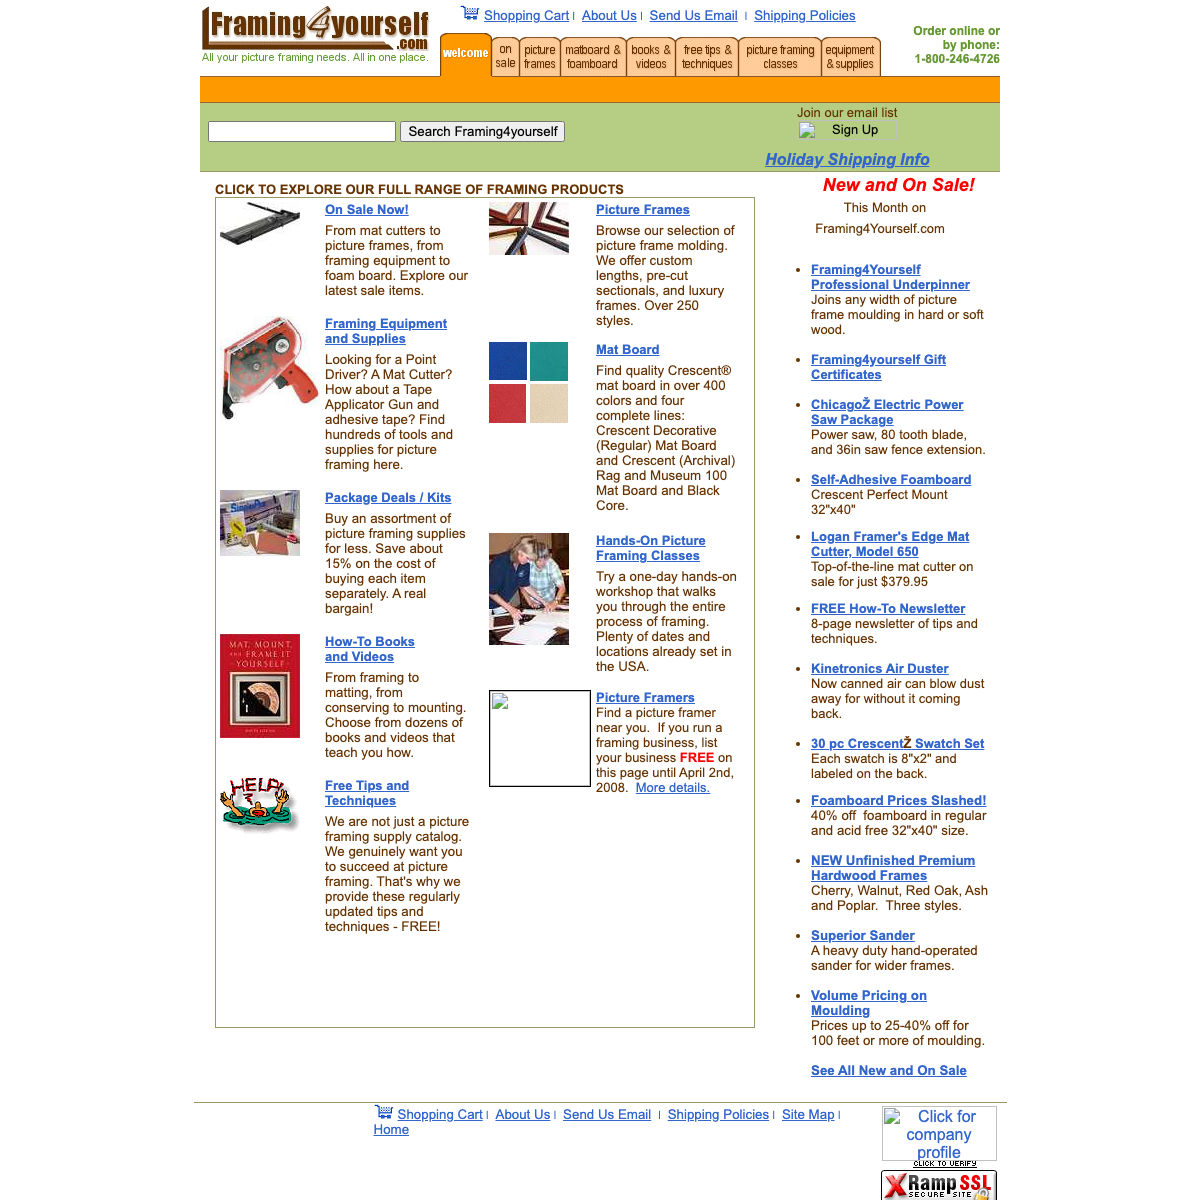 Framing4yourself
.com
All your picture framing needs. All in one place.
Shopping Cart | About Us | Send Us Email | Shipping Policies
Order online or
by phone:
1-800-246-4726
welcome
on
sale
picture
frames
matboard &
foamboard
books &
videos
free tips &
techniques
picture framing
classes
equipment
& supplies
Search Framing4yourself
Join our email list
Sign Up
Holiday Shipping Info
CLICK TO EXPLORE OUR FULL RANGE OF FRAMING PRODUCTS
On Sale Now!
From mat cutters to
picture frames, from
framing equipment to
foam board. Explore our
latest sale items.
Framing Equipment
and Supplies
Looking for a Point
Driver? A Mat Cutter?
How about a Tape
Applicator Gun and
adhesive tape? Find
hundreds of tools and
supplies for picture
framing here.
Package Deals / Kits
Buy an assortment of
picture framing supplies
for less. Save about
15% on the cost of
buying each item
separately. A real
bargain!
MAT, MOUNT,
AND FRAME IT
YOURSELF
How-To Books
and Videos
From framing to
matting, from
conserving to mounting.
Choose from dozens of
books and videos that
teach you how.
HELP!
Free Tips and
Techniques
We are not just a picture
framing supply catalog.
We genuinely want you
to succeed at picture
framing. That's why we
provide these regularly
updated tips and
techniques - FREE!
Picture Frames
Browse our selection of
picture frame molding.
We offer custom
lengths, pre-cut
sectionals, and luxury
frames. Over 250
styles.
Mat Board
Find quality Crescent®
mat board in over 400
colors and four
complete lines:
Crescent Decorative
(Regular) Mat Board
and Crescent (Archival)
Rag and Museum 100
Mat Board and Black
Core.
Hands-On Picture
Framing Classes
Try a one-day hands-on
workshop that walks
you through the entire
process of framing.
Plenty of dates and
locations already set in
the USA.
Picture Framers
Find a picture framer
near you. If you run a
framing business, list
your business FREE on
this page until April 2nd,
2008. More details.
New and On Sale!
This Month on
Framing4Yourself.com
• Framing4Yourself
Professional Underpinner
Joins any width of picture
frame moulding in hard or soft
wood.
• Framing4yourself Gift
Certificates
• ChicagoŽ Electric Power
Saw Package
Power saw, 80 tooth blade,
and 36in saw fence extension.
• Self-Adhesive Foamboard
Crescent Perfect Mount
32"x40"
• Logan Framer's Edge Mat
Cutter, Model 650
Top-of-the-line mat cutter on
sale for just $379.95
• FREE How-To Newsletter
8-page newsletter of tips and
techniques.
• Kinetronics Air Duster
Now canned air can blow dust
away for without it coming
back.
• 30 pc CrescentŽ Swatch Set
Each swatch is 8"x2" and
labeled on the back.
• Foamboard Prices Slashed!
40% off foamboard in regular
and acid free 32"x40" size.
• NEW Unfinished Premium
Hardwood Frames
Cherry, Walnut, Red Oak, Ash
and Poplar. Three styles.
• Superior Sander
A heavy duty hand-operated
sander for wider frames.
• Volume Pricing on
Moulding
Prices up to 25-40% off for
100 feet or more of moulding.
See All New and On Sale
Shopping Cart | About Us | Send Us Email | Shipping Policies | Site Map |
Home
Click for
company
profile
CLICK TO VERIFY
XRamp SSL
SECURE SITE